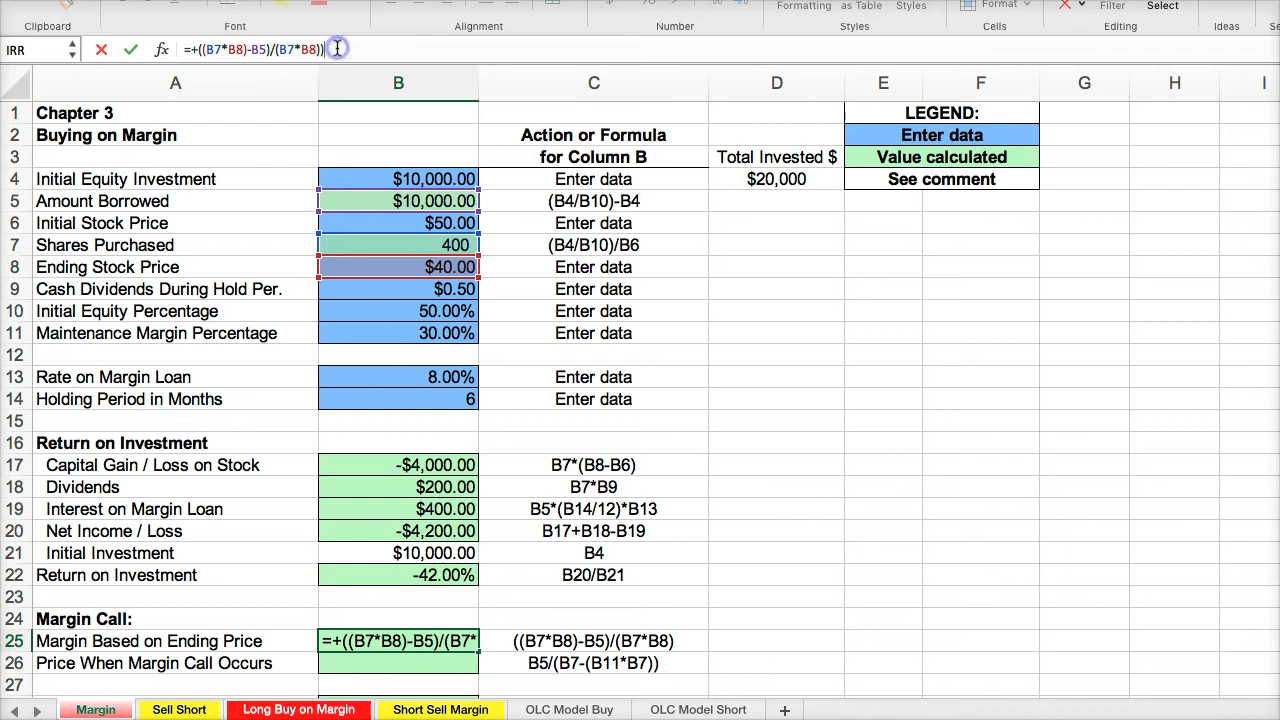 Formatting as Table Styles Format Filter Select
Clipboard Font Alignment Number Styles Cells Editing Ideas Se
IRR fx =+((B7*B8)-B5)/(B7*B8))
A B C D E F G H I
1 Chapter 3 LEGEND:
2 Buying on Margin Action or Formula Enter data
3 for Column B Total Invested $ Value calculated
4 Initial Equity Investment $10,000.00 Enter data $20,000 See comment
5 Amount Borrowed $10,000.00 (B4/B10)-B4
6 Initial Stock Price $50.00 Enter data
7 Shares Purchased 400 (B4/B10)/B6
8 Ending Stock Price $40.00 Enter data
9 Cash Dividends During Hold Per. $0.50 Enter data
10 Initial Equity Percentage 50.00% Enter data
11 Maintenance Margin Percentage 30.00% Enter data
12
13 Rate on Margin Loan 8.00% Enter data
14 Holding Period in Months 6 Enter data
15
16 Return on Investment
17 Capital Gain / Loss on Stock -$4,000.00 B7*(B8-B6)
18 Dividends $200.00 B7*B9
19 Interest on Margin Loan $400.00 B5*(B14/12)*B13
20 Net Income / Loss -$4,200.00 B17+B18-B19
21 Initial Investment $10,000.00 B4
22 Return on Investment -42.00% B20/B21
23
24 Margin Call:
25 Margin Based on Ending Price =+((B7*B8)-B5)/(B7* ((B7*B8)-B5)/(B7*B8)
26 Price When Margin Call Occurs B5/(B7-(B11*B7))
27
Margin Sell Short Long Buy on Margin Short Sell Margin OLC Model Buy OLC Model Short +